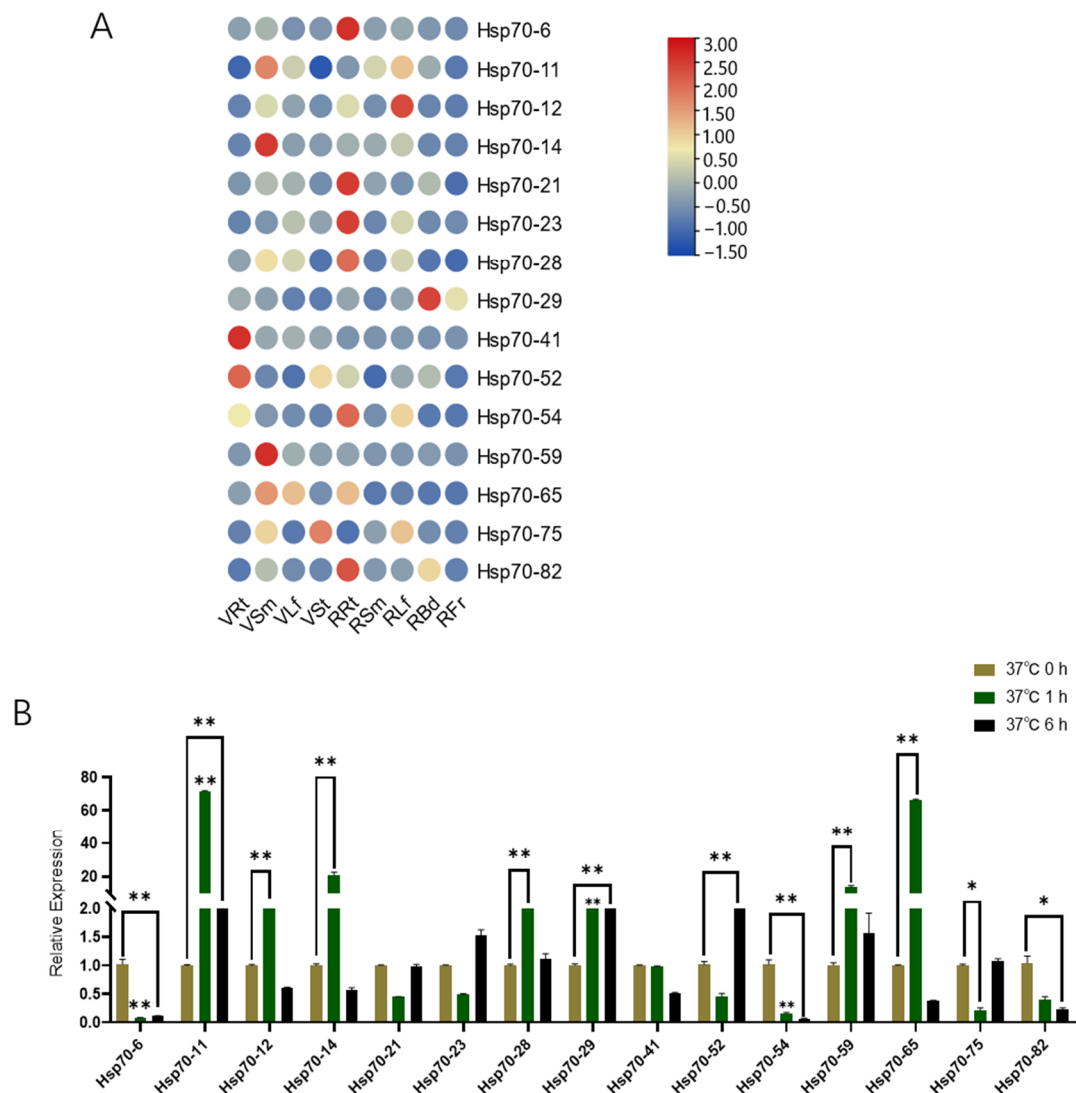 A
Hsp70-6
Hsp70-11
Hsp70-12
Hsp70-14
Hsp70-21
Hsp70-23
Hsp70-28
Hsp70-29
Hsp70-41
Hsp70-52
Hsp70-54
Hsp70-59
Hsp70-65
Hsp70-75
Hsp70-82
3.00
2.50
2.00
1.00
0.50
0.00
−0.50
−1.00
−1.50
VRt VSm VLf VSt RRt RSm RLf RBd RFr
37°C 0 h
37°C 1 h
37°C 6 h
B
Relative Expression
80
60
40
20
2.0
1.5
1.0
0.5
0.0
** ** ** ** ** ** ** ** ** ** ** ** ** ** * *
Hsp70-6 Hsp70-11 Hsp70-12 Hsp70-14 Hsp70-21 Hsp70-23 Hsp70-28 Hsp70-29 Hsp70-41 Hsp70-52 Hsp70-54 Hsp70-59 Hsp70-65 Hsp70-75 Hsp70-82